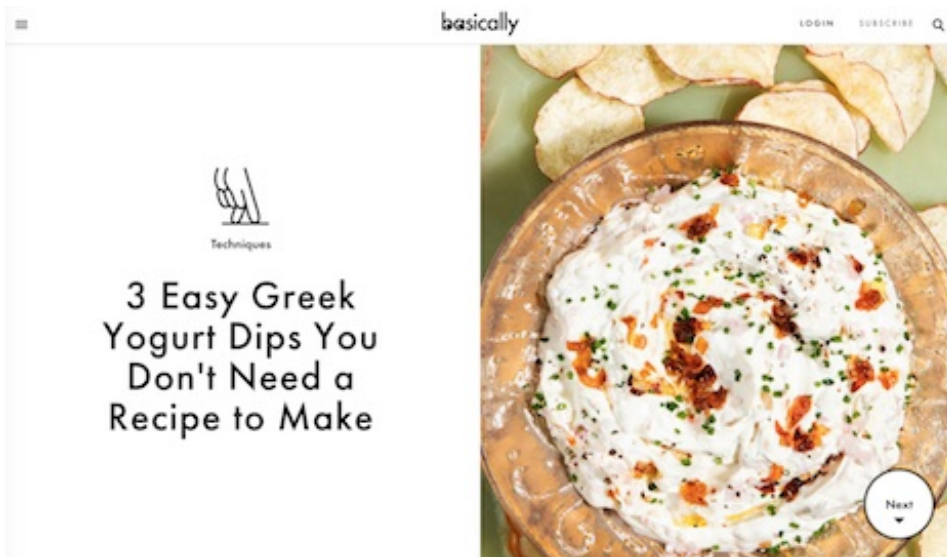 basically
LOGIN SUBSCRIBE
Techniques
3 Easy Greek
Yogurt Dips You
Don't Need a
Recipe to Make
Next